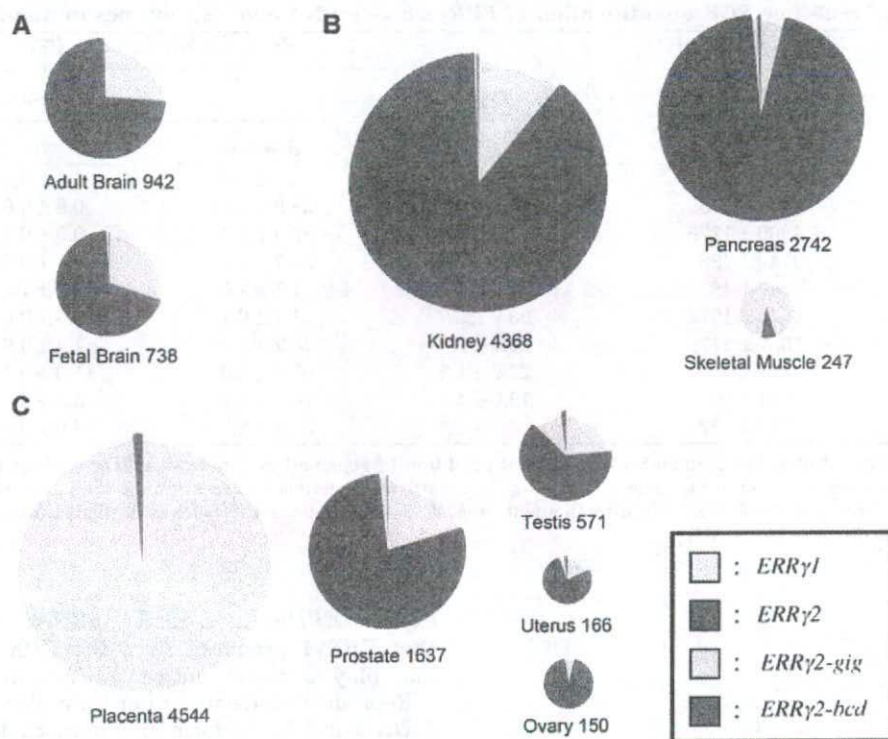 A
B
Adult Brain 942
Pancreas 2742
Fetal Brain 738
Kidney 4368
Skeletal Muscle 247
C
Testis 571
Uterus 166
Prostate 1637
Placenta 4544
Ovary 150
: ERRγ1
: ERRγ2
: ERRγ2-gig
: ERRγ2-bcd